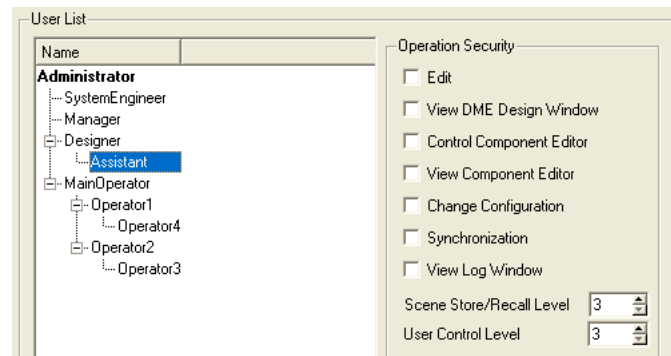 User List
Name
Administrator
SystemEngineer
Manager
Designer
Assistant
MainOperator
Operator1
Operator4
Operator2
Operator3
Operation Security
Edit
View DME Design Window
Control Component Editor
View Component Editor
Change Configuration
Synchronization
View Log Window
Scene Store/Recall Level 3
User Control Level 3